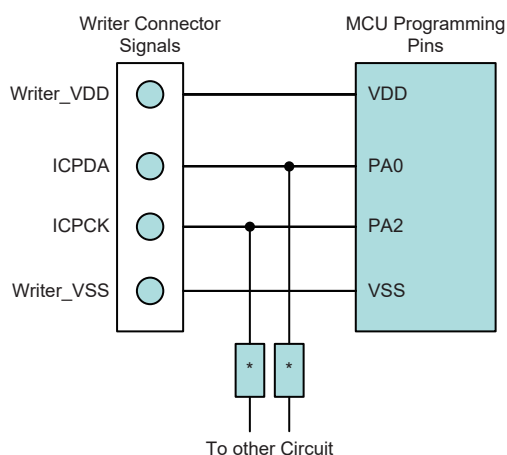 Writer Connector
Signals
MCU Programming
Pins
Writer_VDD
VDD
ICPDA
PA0
ICPCK
PA2
Writer_VSS
VSS
* *
To other Circuit